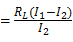 = R_L(I_1−I_2) / I_2